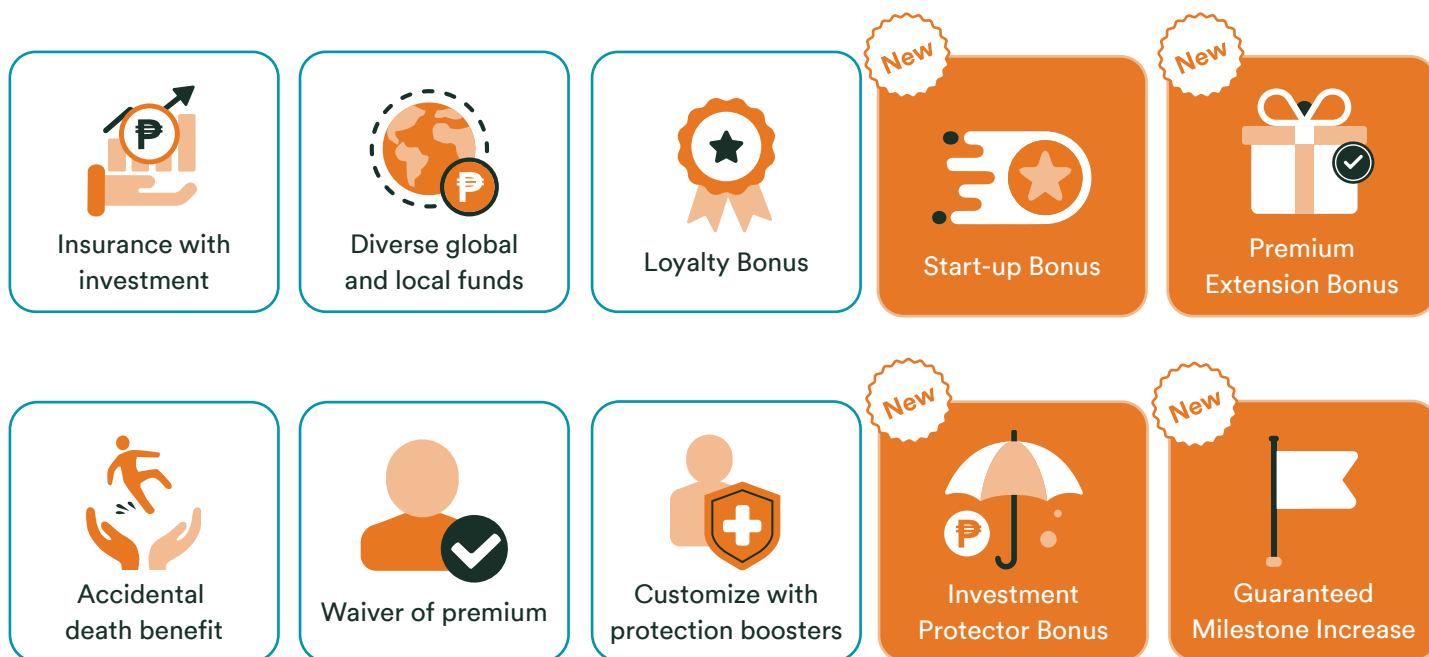 ₱
Insurance with
investment
₱
Diverse global
and local funds
Loyalty Bonus
New
Start-up Bonus
New
Premium
Extension Bonus
Accidental
death benefit
Waiver of premium
Customize with
protection boosters
New
₱
Investment
Protector Bonus
New
Guaranteed
Milestone Increase